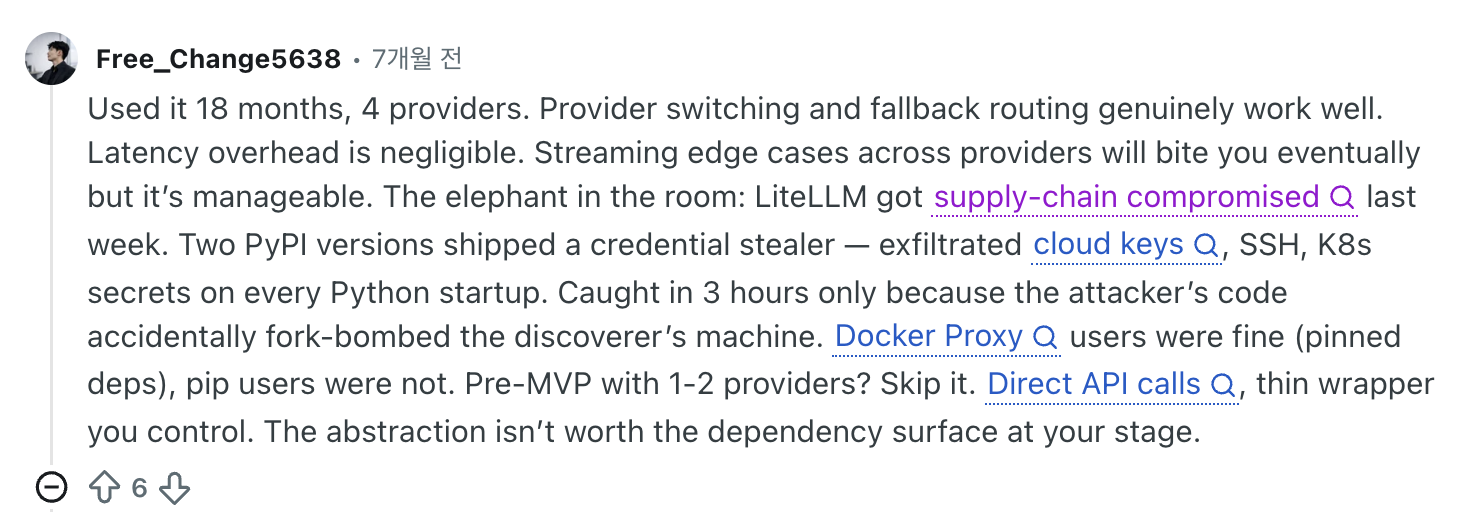 Free_Change5638 • 7개월 전
Used it 18 months, 4 providers. Provider switching and fallback routing genuinely work well.
Latency overhead is negligible. Streaming edge cases across providers will bite you eventually
but it’s manageable. The elephant in the room: LiteLLM got supply-chain compromised last
week. Two PyPI versions shipped a credential stealer — exfiltrated cloud keys, SSH, K8s
secrets on every Python startup. Caught in 3 hours only because the attacker’s code
accidentally fork-bombed the discoverer’s machine. Docker Proxy users were fine (pinned
deps), pip users were not. Pre-MVP with 1-2 providers? Skip it. Direct API calls, thin wrapper
you control. The abstraction isn’t worth the dependency surface at your stage.
6